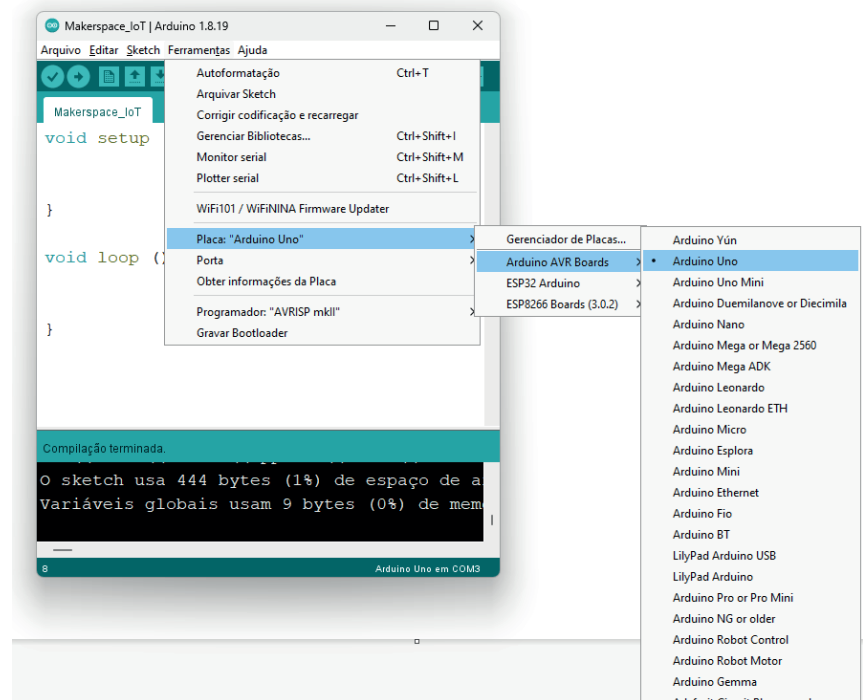 Makerspace_IoT | Arduino 1.8.19
Arquivo Editar Sketch Ferramentas Ajuda
Makerspace_IoT
void setup
}
void loop ()
}
Autoformatação Ctrl+T
Arquivar Sketch
Corrigir codificação e recarregar
Gerenciar Bibliotecas... Ctrl+Shift+I
Monitor serial Ctrl+Shift+M
Plotter serial Ctrl+Shift+L
WiFi101 / WiFiNINA Firmware Updater
Placa: "Arduino Uno"
Porta
Obter informações da Placa
Programador: "AVRISP mkII"
Gravar Bootloader
Gerenciador de Placas...
Arduino AVR Boards
ESP32 Arduino
ESP8266 Boards (3.0.2)
Arduino Yún
Arduino Uno
Arduino Uno Mini
Arduino Duemilanove or Diecimila
Arduino Nano
Arduino Mega or Mega 2560
Arduino Mega ADK
Arduino Leonardo
Arduino Leonardo ETH
Arduino Micro
Arduino Esplora
Arduino Mini
Arduino Ethernet
Arduino Fio
Arduino BT
LilyPad Arduino USB
LilyPad Arduino
Arduino Pro or Pro Mini
Arduino NG or older
Arduino Robot Control
Arduino Robot Motor
Arduino Gemma
Compilação terminada.
O sketch usa 444 bytes (1%) de espaço de a
Variáveis globais usam 9 bytes (0%) de mem
8 Arduino Uno em COM3